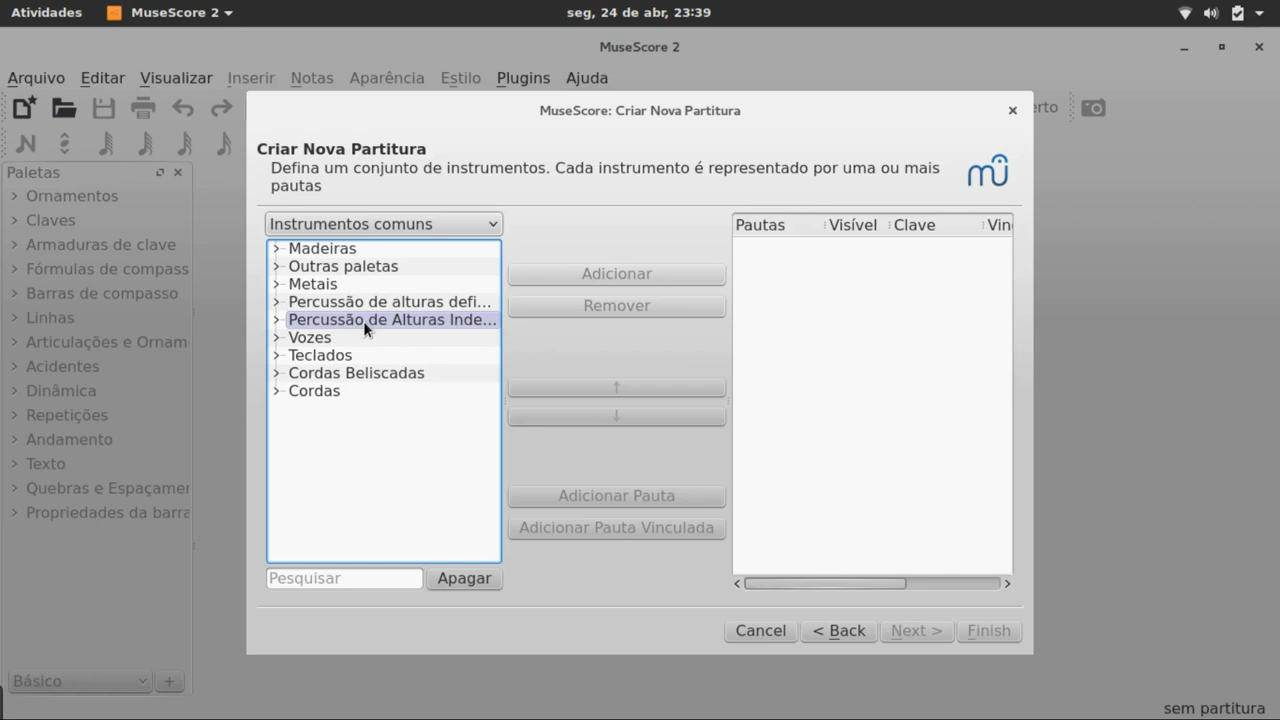 Atividades MuseScore 2 seg, 24 de abr, 23:39
MuseScore 2
Arquivo Editar Visualizar Inserir Notas Aparência Estilo Plugins Ajuda
erto
Paletas
Ornamentos
Claves
Armaduras de clave
Fórmulas de compass
Barras de compasso
Linhas
Articulações e Ornam
Acidentes
Dinâmica
Repetições
Andamento
Texto
Quebras e Espaçamer
Propriedades da barra
Básico
+
MuseScore: Criar Nova Partitura
Criar Nova Partitura
Defina um conjunto de instrumentos. Cada instrumento é representado por uma ou mais
pautas
Instrumentos comuns
Madeiras
Outras paletas
Metais
Percussão de alturas defi...
Percussão de Alturas Inde...
Vozes
Teclados
Cordas Beliscadas
Cordas
Pesquisar Apagar
Adicionar
Remover
↑
↓
Adicionar Pauta
Adicionar Pauta Vinculada
Pautas Visível Clave Vin
Cancel < Back Next > Finish
sem partitura